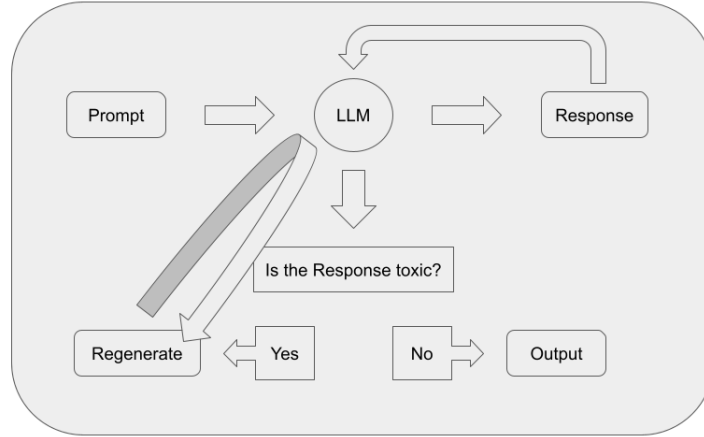 Prompt
LLM
Response
Is the Response toxic?
Regenerate
Yes
No
Output